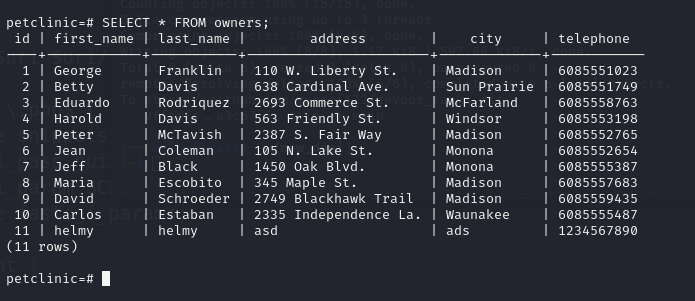 petclinic=# SELECT * FROM owners;
 id | first_name | last_name |        address        |    city     | telephone
----+------------+-----------+-----------------------+-------------+------------
  1 | George     | Franklin  | 110 W. Liberty St.    | Madison     | 6085551023
  2 | Betty      | Davis     | 638 Cardinal Ave.     | Sun Prairie | 6085551749
  3 | Eduardo    | Rodriquez | 2693 Commerce St.     | McFarland   | 6085558763
  4 | Harold     | Davis     | 563 Friendly St.      | Windsor     | 6085553198
  5 | Peter      | McTavish  | 2387 S. Fair Way      | Madison     | 6085552765
  6 | Jean       | Coleman   | 105 N. Lake St.       | Monona      | 6085552654
  7 | Jeff       | Black     | 1450 Oak Blvd.        | Monona      | 6085555387
  8 | Maria      | Escobito  | 345 Maple St.         | Madison     | 6085557683
  9 | David      | Schroeder | 2749 Blackhawk Trail  | Madison     | 6085559435
 10 | Carlos     | Estaban   | 2335 Independence La. | Waunakee    | 6085555487
 11 | helmy      | helmy     | asd                   | ads         | 1234567890
(11 rows)
petclinic=#